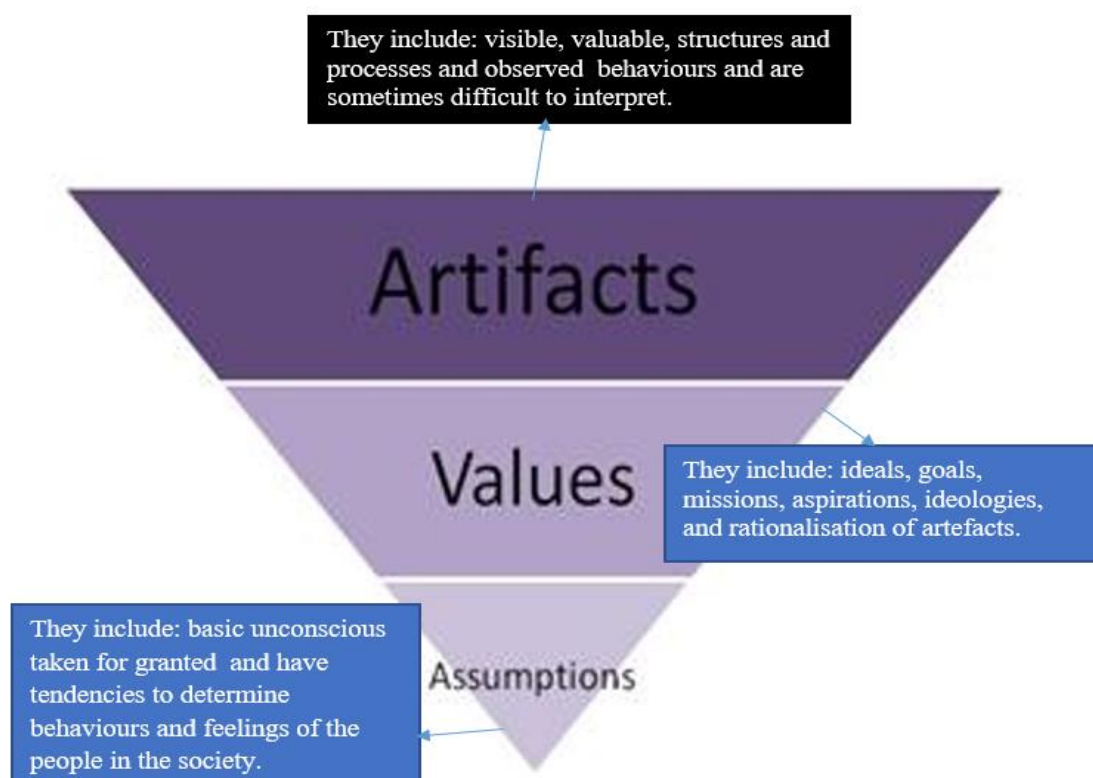 They include: visible, valuable, structures and
processes and observed behaviours and are
sometimes difficult to interpret.
Artifacts
Values
They include: ideals, goals,
missions, aspirations, ideologies,
and rationalisation of artefacts.
They include: basic unconscious
taken for granted and have
tendencies to determine
behaviours and feelings of the
people in the society.
Assumptions